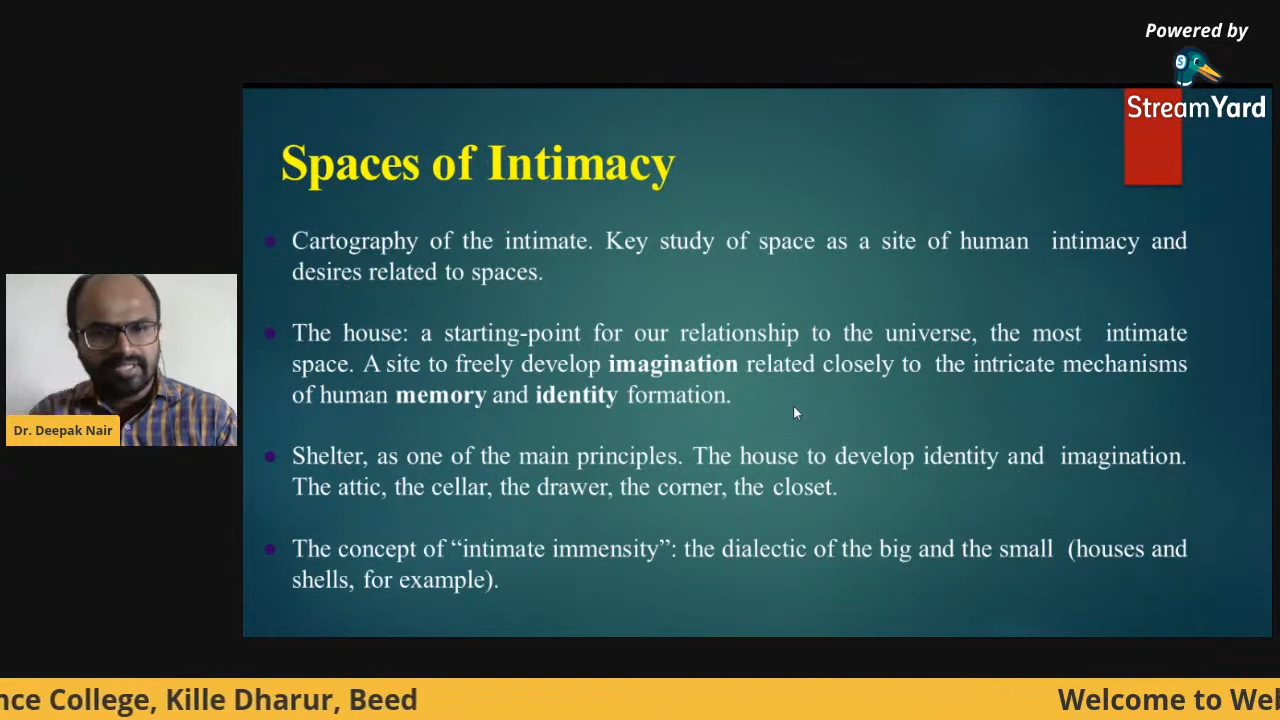 Powered by
StreamYard
Spaces of Intimacy
Cartography of the intimate. Key study of space as a site of human intimacy and
desires related to spaces.
The house: a starting-point for our relationship to the universe, the most intimate
space. A site to freely develop imagination related closely to the intricate mechanisms
of human memory and identity formation.
Shelter, as one of the main principles. The house to develop identity and imagination.
The attic, the cellar, the drawer, the corner, the closet.
The concept of “intimate immensity”: the dialectic of the big and the small (houses and
shells, for example).
Dr. Deepak Nair
College, Kille Dharur, Beed
Welcome to